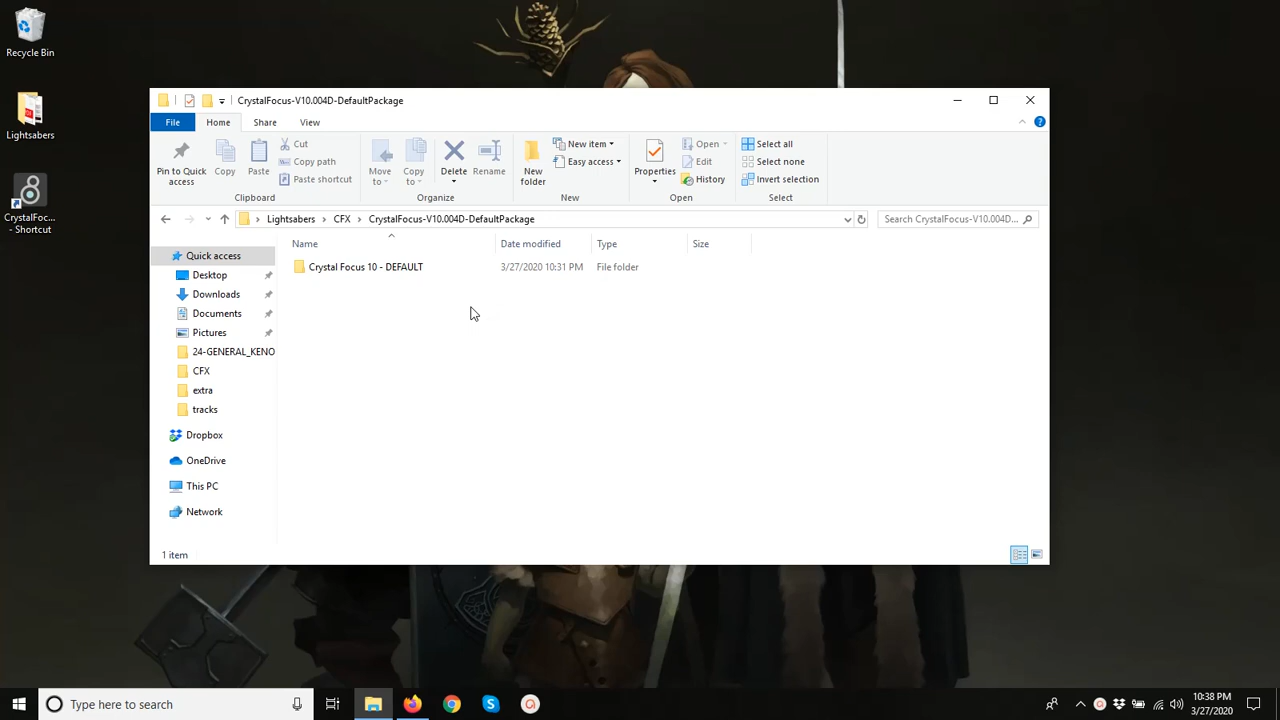 Recycle Bin
Lightsabers
CrystalFoc...
- Shortcut
CrystalFocus-V10.004D-DefaultPackage
File
Home
Share
View
Pin to Quick
access
Copy
Paste
Cut
Copy path
Paste shortcut
Clipboard
Move
to
Copy
to
Delete
Rename
Organize
New
folder
New item
Easy access
New
Properties
Open
Edit
History
Open
Select all
Select none
Invert selection
Select
Lightsabers > CFX > CrystalFocus-V10.004D-DefaultPackage
Search CrystalFocus-V10.004D...
Name
Date modified
Type
Size
Crystal Focus 10 - DEFAULT
3/27/2020 10:31 PM
File folder
Quick access
Desktop
Downloads
Documents
Pictures
24-GENERAL_KENO
CFX
extra
tracks
Dropbox
OneDrive
This PC
Network
1 item
Type here to search
10:38 PM
3/27/2020